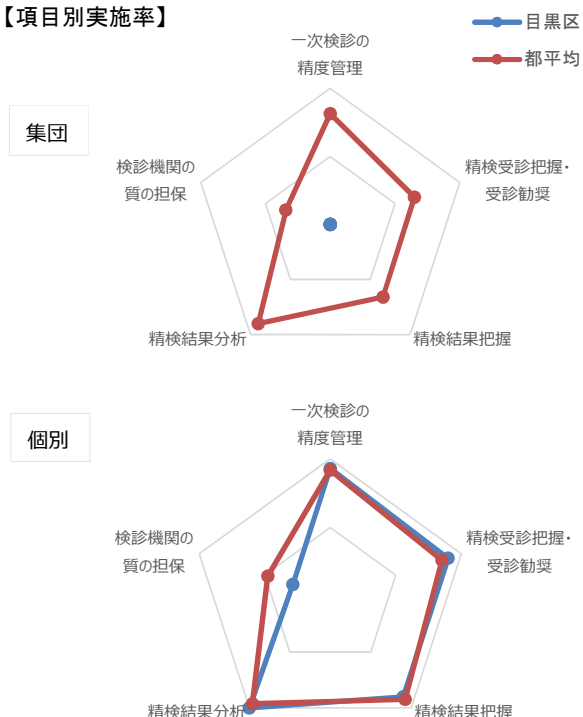 【項目別実施率】
目黒区
都平均
集団
一次検診の
精度管理
検診機関の
質の担保
精検受診把握・
受診勧奨
精検結果分析
精検結果把握
個別
一次検診の
精度管理
検診機関の
質の担保
精検受診把握・
受診勧奨
精検結果分析
精検結果把握